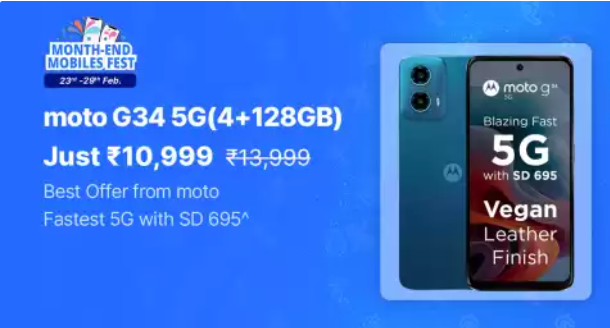 MONTH-END
MOBILES FEST
23rd -29th Feb.
moto G34 5G(4+128GB)
Just ₹10,999 ₹13,999
Best Offer from moto
Fastest 5G with SD 695^
moto g34
5G
Blazing Fast
5G
with SD 695
Vegan
Leather
Finish